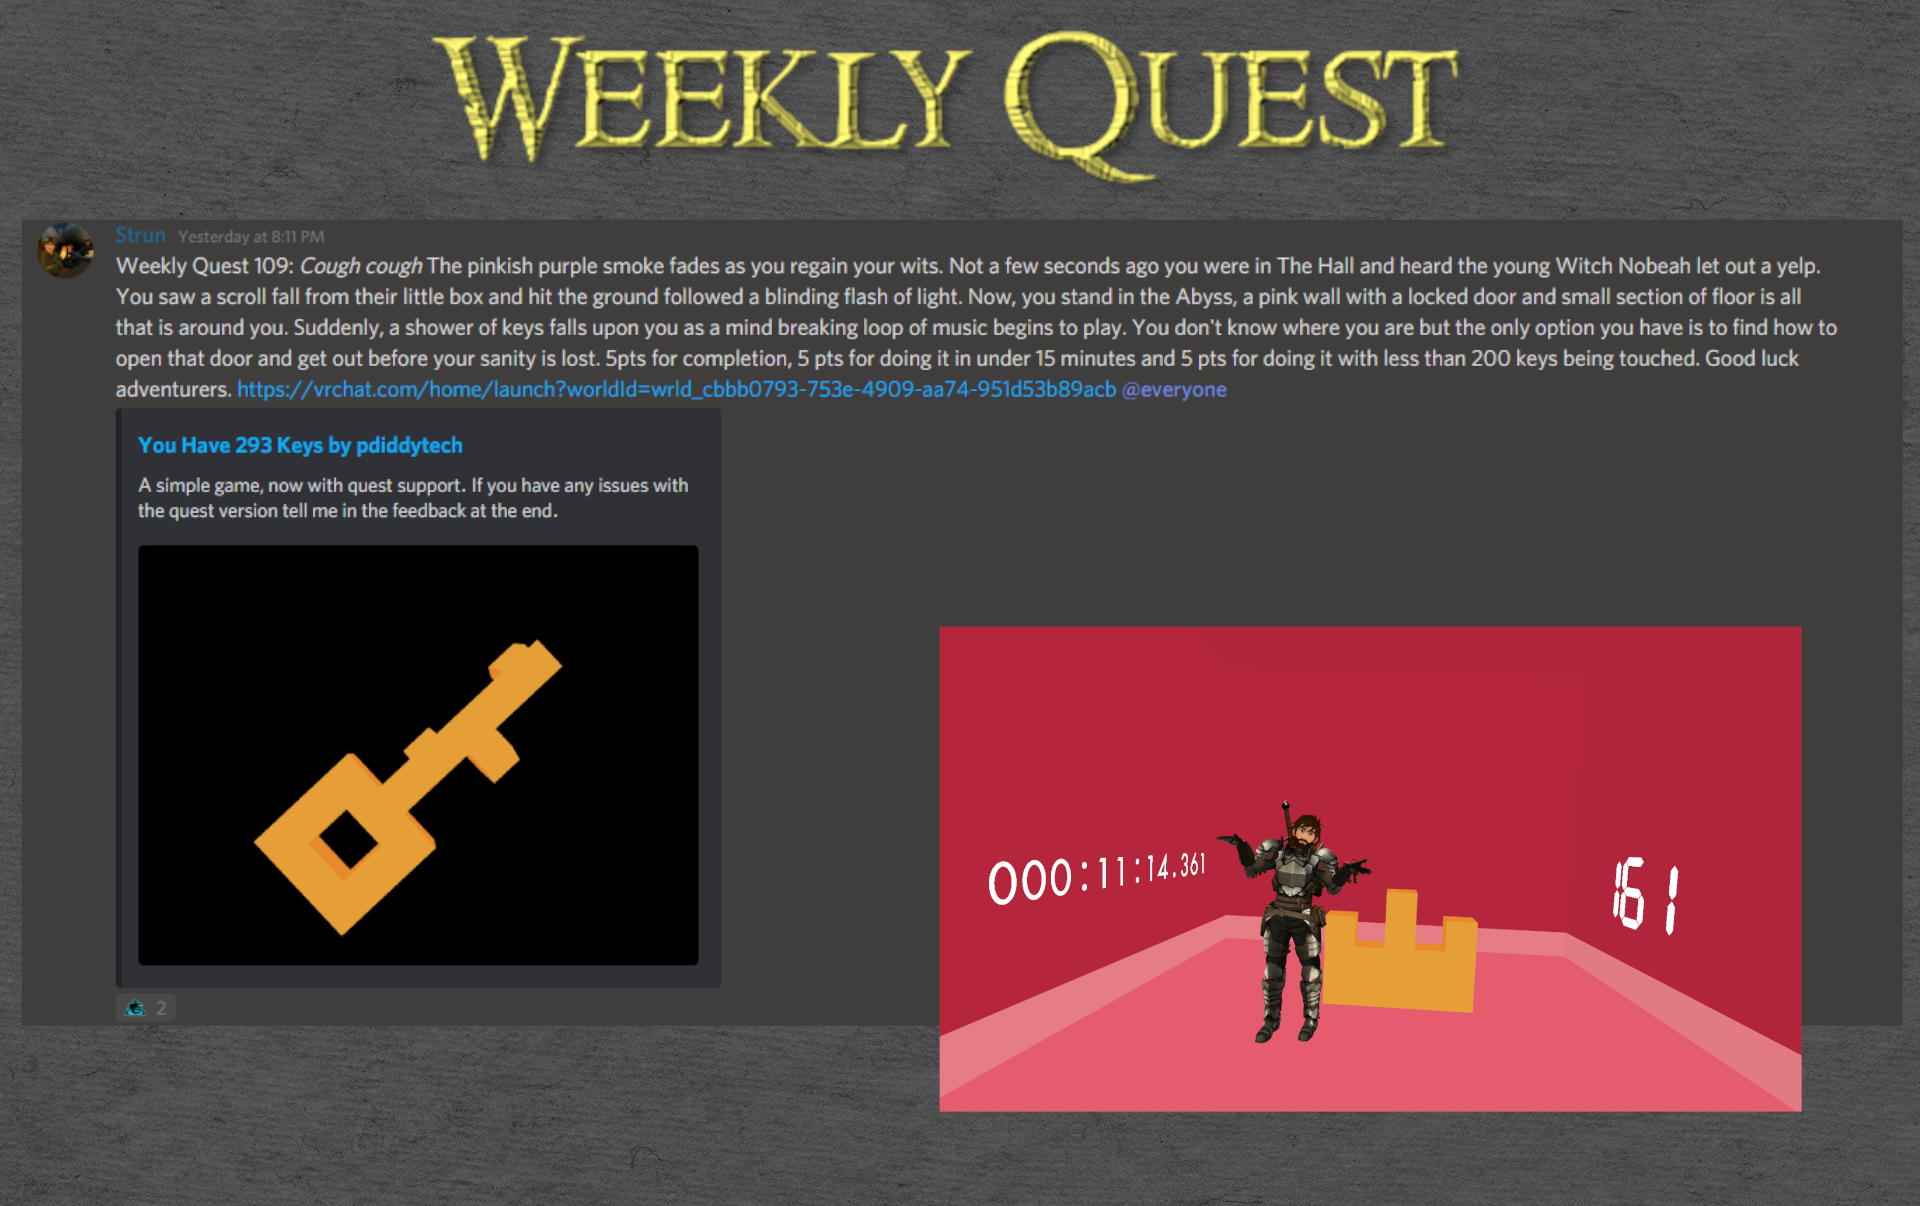 WEEKLY QUEST
Strun Yesterday at 8:11 PM
Weekly Quest 109: Cough cough The pinkish purple smoke fades as you regain your wits. Not a few seconds ago you were in The Hall and heard the young Witch Nobeah let out a yelp.
You saw a scroll fall from their little box and hit the ground followed a blinding flash of light. Now, you stand in the Abyss, a pink wall with a locked door and small section of floor is all
that is around you. Suddenly, a shower of keys falls upon you as a mind breaking loop of music begins to play. You don't know where you are but the only option you have is to find how to
open that door and get out before your sanity is lost. 5pts for completion, 5 pts for doing it in under 15 minutes and 5 pts for doing it with less than 200 keys being touched. Good luck
adventurers. https://vrchat.com/home/launch?worldId=wrld_cbbb0793-753e-4909-aa74-951d53b89acb @everyone
You Have 293 Keys by pdiddytech
A simple game, now with quest support. If you have any issues with
the quest version tell me in the feedback at the end.
000:11:14.361
161
2